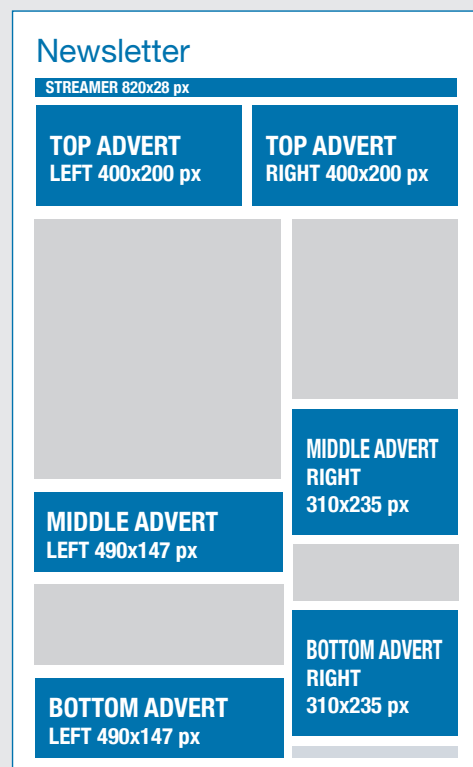 Newsletter
STREAMER 820x28 px
TOP ADVERT
LEFT 400x200 px
TOP ADVERT
RIGHT 400x200 px
MIDDLE ADVERT
RIGHT
310x235 px
MIDDLE ADVERT
LEFT 490x147 px
BOTTOM ADVERT
RIGHT
310x235 px
BOTTOM ADVERT
LEFT 490x147 px